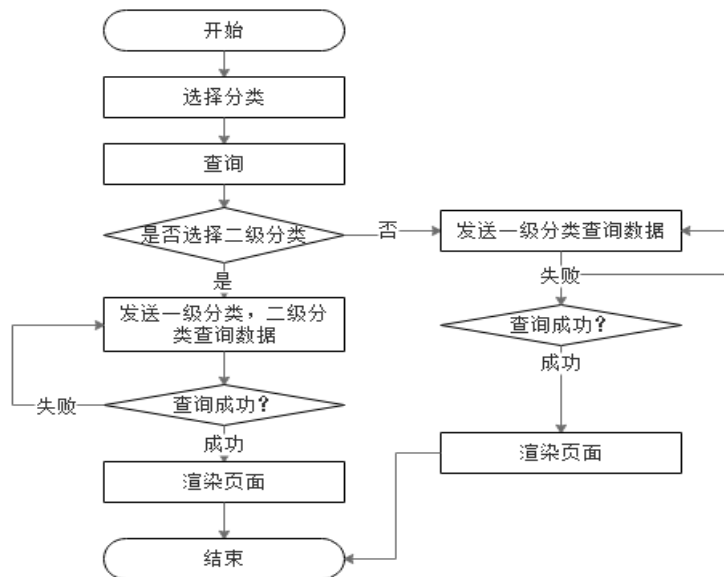 开始
选择分类
查询
是否选择二级分类
否
发送一级分类查询数据
是
失败
发送一级分类，二级分
类查询数据
查询成功？
成功
失败
查询成功？
成功
渲染页面
渲染页面
结束